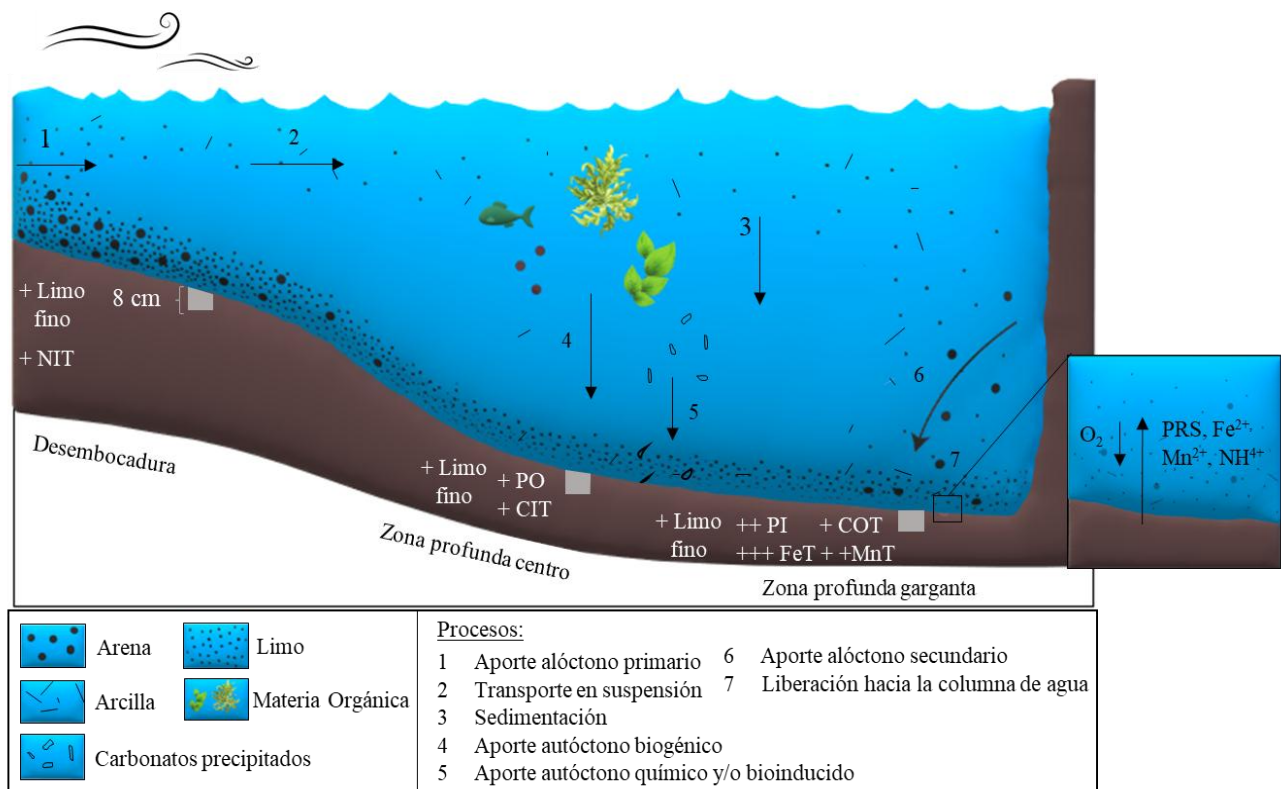 1
2
3
4
5
6
7
+ Limo
fino
8 cm
+ NIT
Desembocadura
+ Limo
fino
+ PO
+ CIT
Zona profunda centro
+ Limo
fino
++ PI + COT
+++ FeT + +MnT
Zona profunda garganta
O₂
PRS, Fe²⁺,
Mn²⁺, NH⁴⁺
Arena
Limo
Arcilla
Materia Orgánica
Carbonatos precipitados
Procesos:
1 Aporte alóctono primario
2 Transporte en suspensión
3 Sedimentación
4 Aporte autóctono biogénico
5 Aporte autóctono químico y/o bioinducido
6 Aporte alóctono secundario
7 Liberación hacia la columna de agua